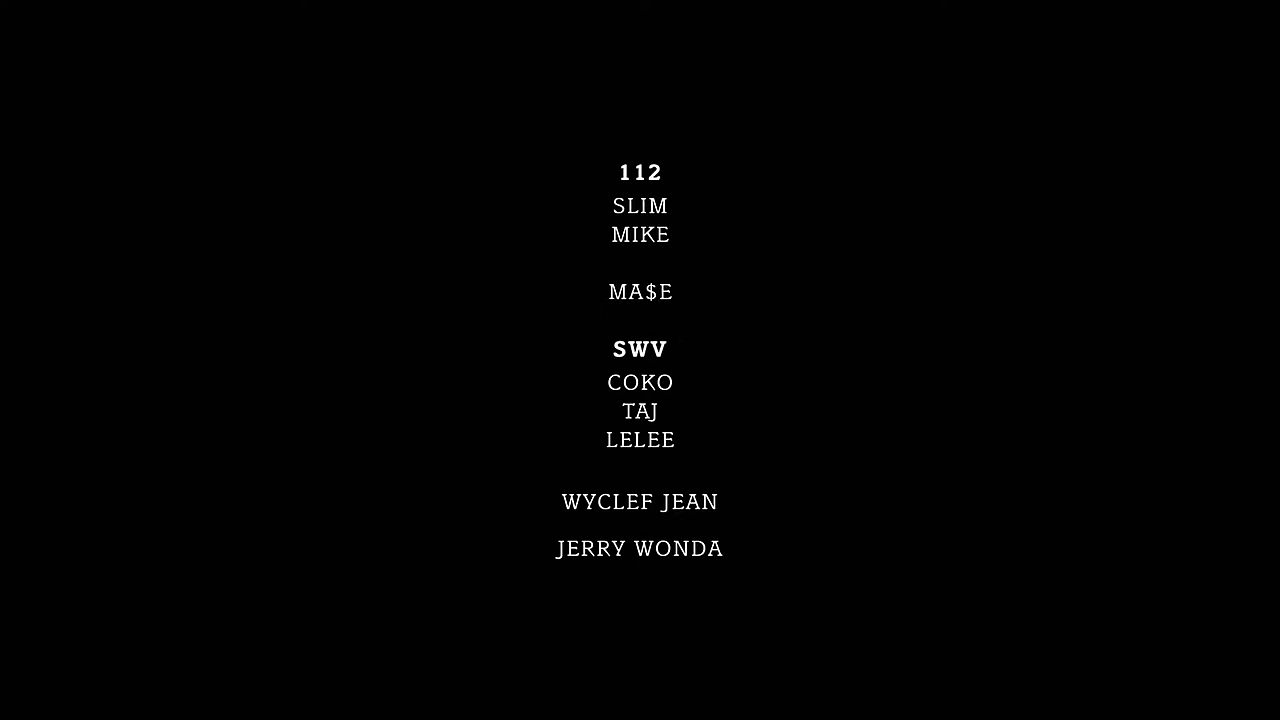 112
SLIM
MIKE
MA$E
SWV
COKO
TAJ
LELEE
WYCLEF JEAN
JERRY WONDA